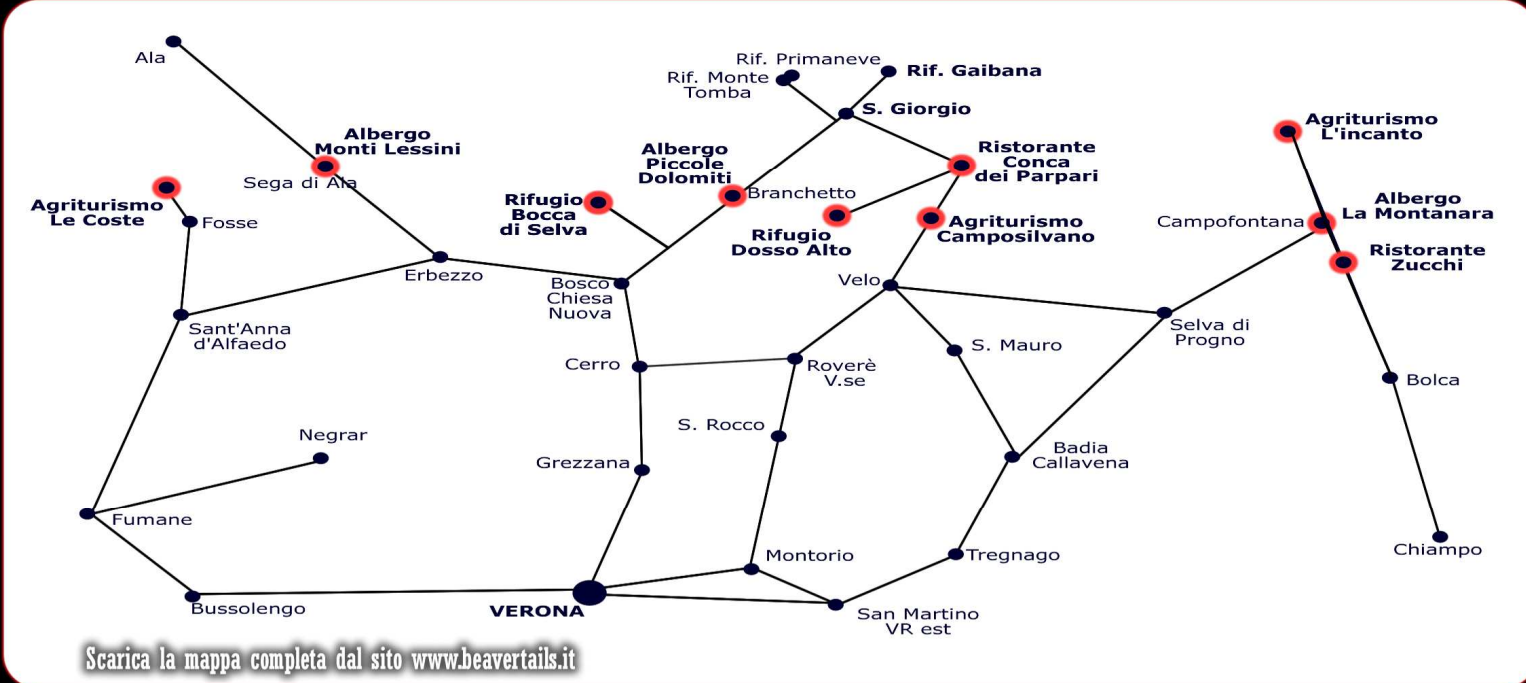 Ala
Rif. Primaneve
Rif. Monte
Tomba
Rif. Gaibana
S. Giorgio
Albergo
Monti Lessini
Sega di Ala
Agriturismo
Le Coste
Fosse
Albergo
Piccole
Dolomiti
Branchetto
Rifugio
Bocca
di Selva
Ristorante
Conca
dei Parpari
Rifugio
Dosso Alto
Agriturismo
Camposilvano
Agriturismo
L'incanto
Albergo
La Montanara
Campofontana
Ristorante
Zucchi
Erbezzo
Bosco
Chiesa
Nuova
Velo
Sant'Anna
d'Alfaedo
Selva di
Progno
Cerro
Roverè
V.se
S. Mauro
Bolca
S. Rocco
Negrar
Grezzana
Badia
Callavena
Fumane
Montorio
Tregnago
Chiampo
Bussolengo
VERONA
San Martino
VR est
Scarica la mappa completa dal sito www.beavertails.it